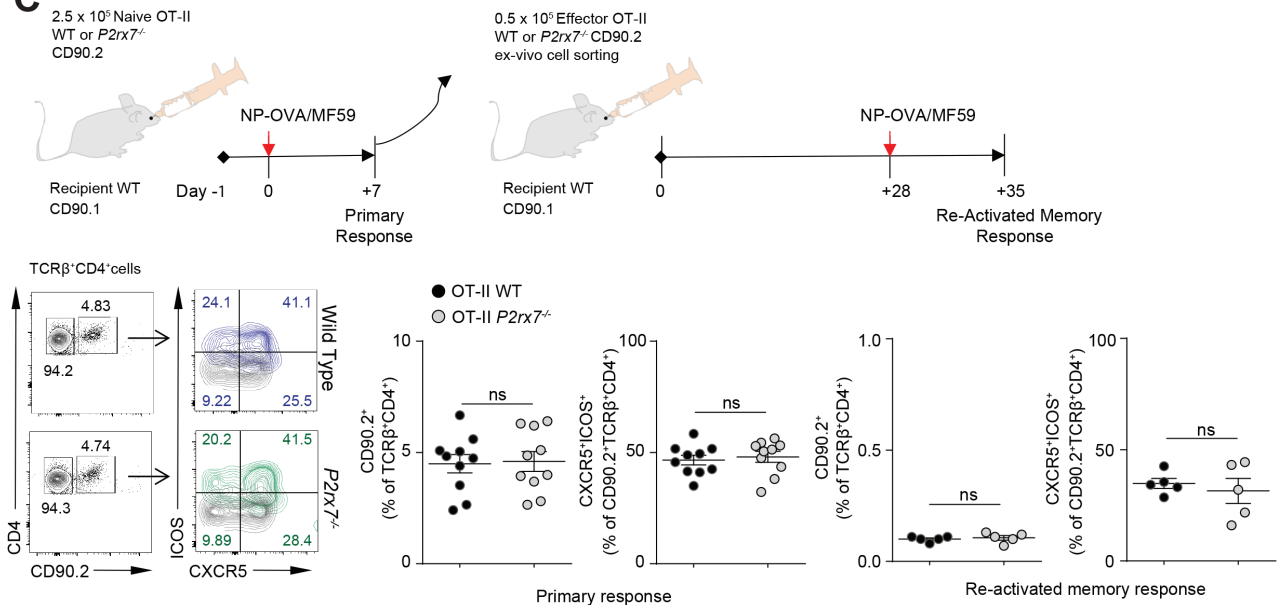 C
2.5 x 10⁵ Naive OT-II
WT or P2rx7⁻/⁻
CD90.2
0.5 x 10⁵ Effector OT-II
WT or P2rx7⁻/⁻ CD90.2
ex-vivo cell sorting
NP-OVA/MF59
NP-OVA/MF59
Recipient WT
CD90.1
Day -1
0
+7
Primary
Response
Recipient WT
CD90.1
0
+28
+35
Re-Activated Memory
Response
TCRβ⁺CD4⁺cells
4.83
94.2
24.1
41.1
9.22
25.5
Wild Type
4.74
94.3
20.2
41.5
9.89
28.4
P2rx7⁻/⁻
CD4
CD90.2
ICOS
CXCR5
OT-II WT
OT-II P2rx7⁻/⁻
CD90.2⁺
(% of TCRβ⁺CD4⁺)
10
5
0
ns
CXCR5⁺ICOS⁺
(% of CD90.2⁺TCRβ⁺CD4⁺)
100
50
0
ns
Primary response
CD90.2⁺
(% of TCRβ⁺CD4⁺)
1.0
0.5
0.0
ns
CXCR5⁺ICOS⁺
(% of CD90.2⁺TCRβ⁺CD4⁺)
100
50
0
ns
Re-activated memory response